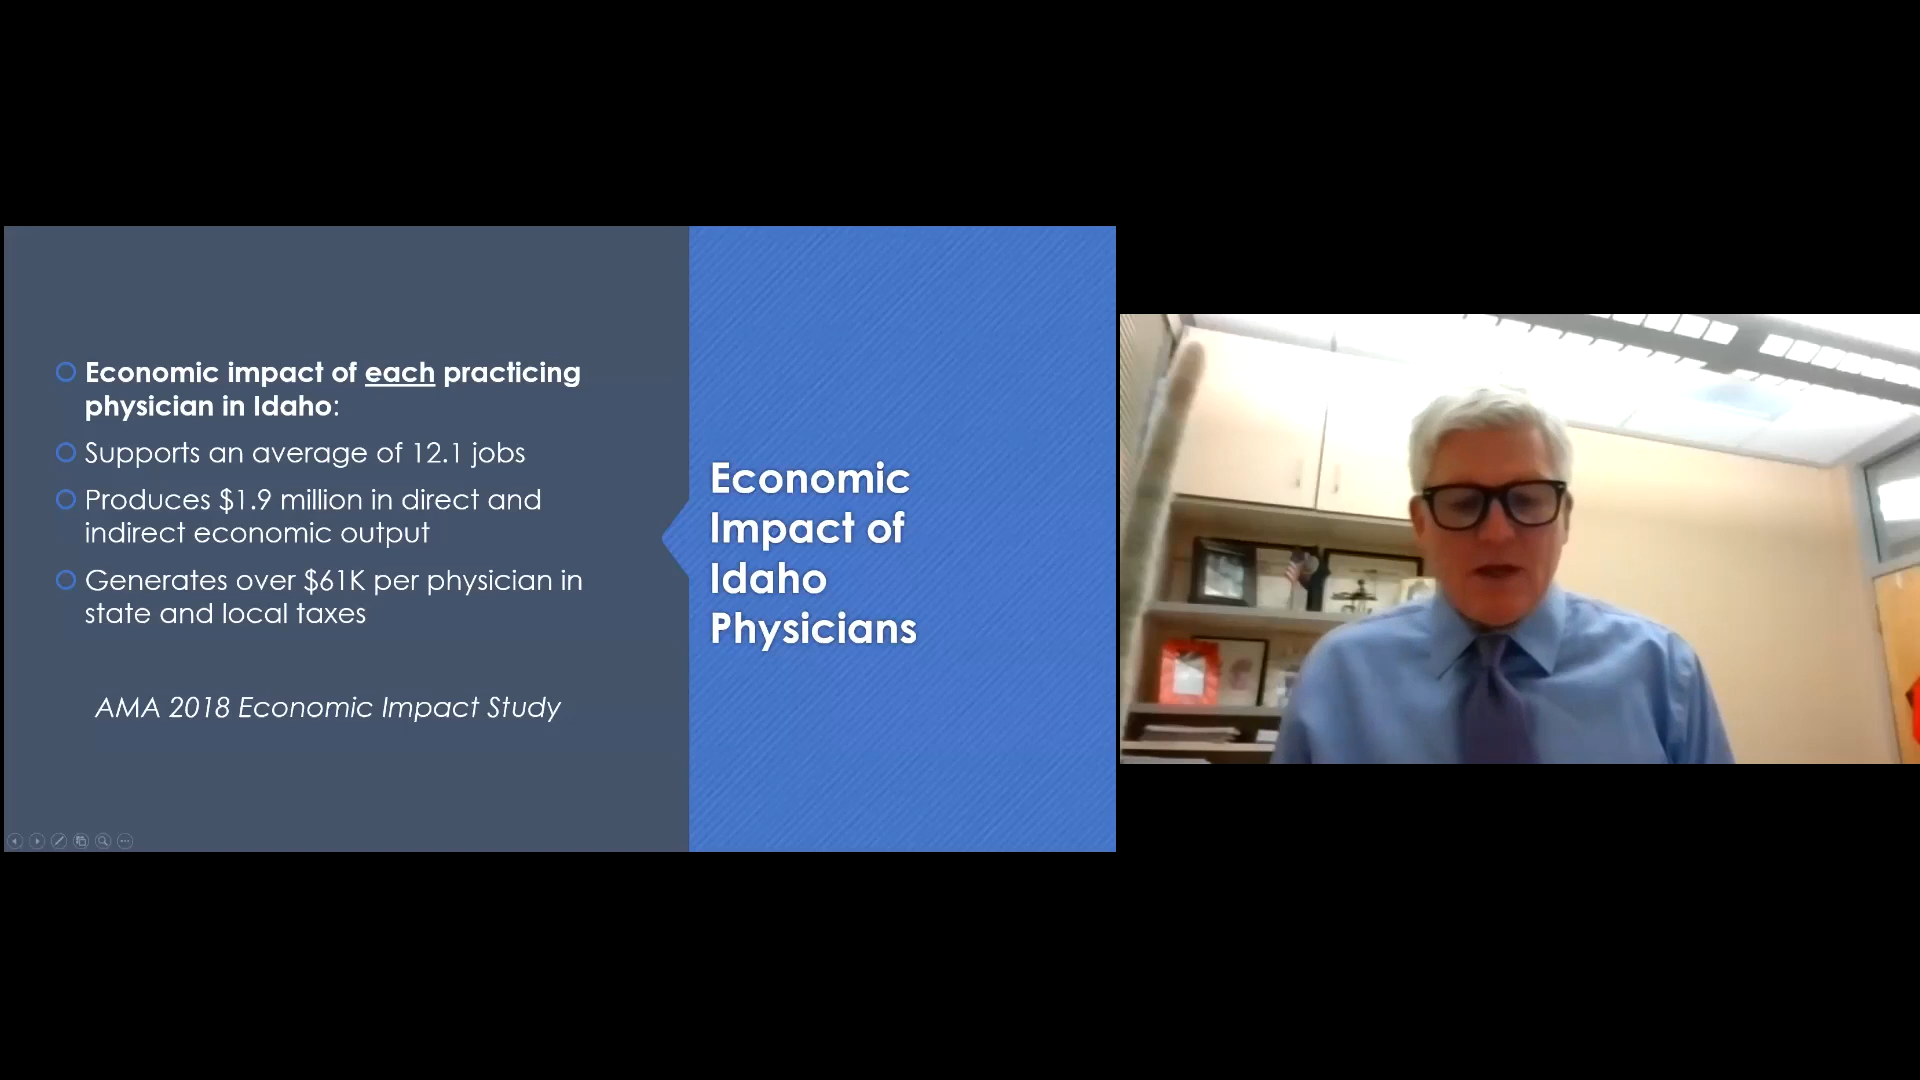 Economic impact of each practicing
physician in Idaho:
Supports an average of 12.1 jobs
Produces $1.9 million in direct and
indirect economic output
Generates over $61K per physician in
state and local taxes
AMA 2018 Economic Impact Study
Economic
Impact of
Idaho
Physicians